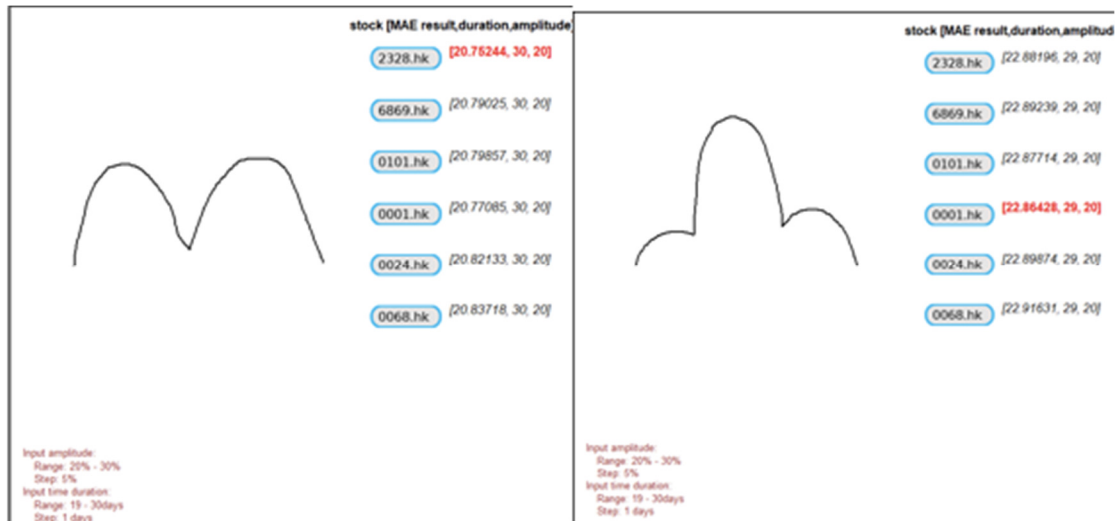 stock [MAE result,duration,amplitude]
2328.hk [20.75244, 30, 20]
6869.hk [20.79025, 30, 20]
0101.hk [20.79857, 30, 20]
0001.hk [20.77085, 30, 20]
0024.hk [20.82133, 30, 20]
0068.hk [20.83718, 30, 20]
Input amplitude:
Range: 20% - 30%
Step: 5%
Input time duration:
Range: 19 - 30days
Step: 1 days
stock [MAE result,duration,amplitud
2328.hk [22.88196, 29, 20]
6869.hk [22.89239, 29, 20]
0101.hk [22.87714, 29, 20]
0001.hk [22.86428, 29, 20]
0024.hk [22.89874, 29, 20]
0068.hk [22.91631, 29, 20]
Input amplitude:
Range: 20% - 30%
Step: 5%
Input time duration:
Range: 19 - 30days
Step: 1 days